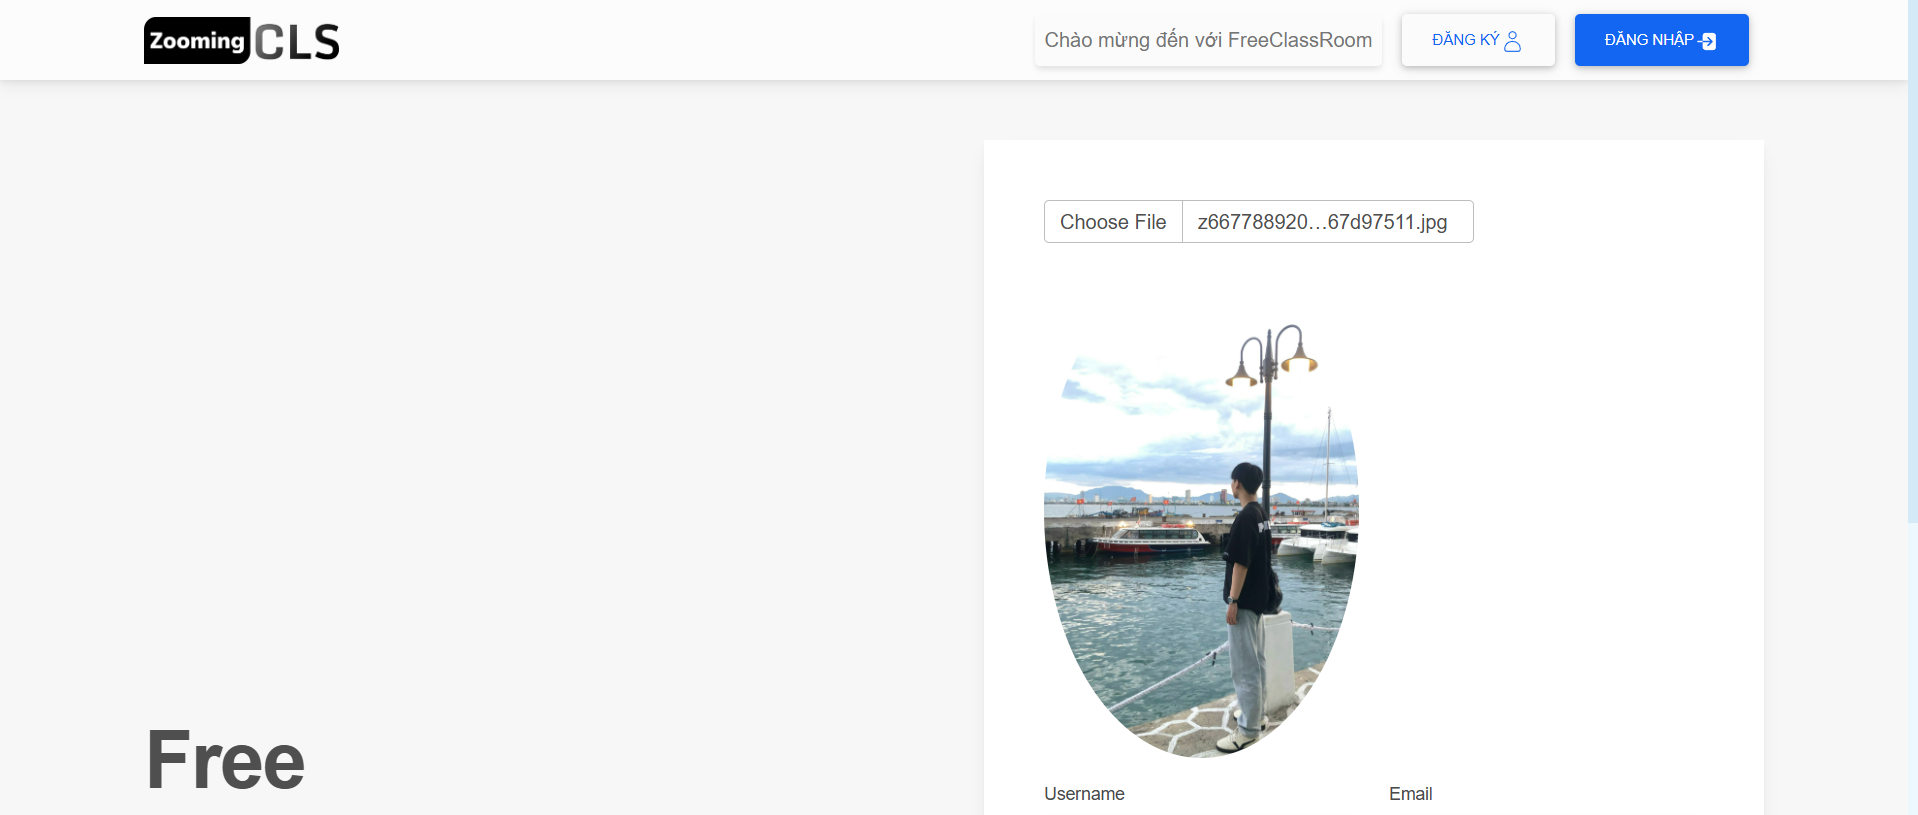 Zooming CLS
Chào mừng đến với FreeClassRoom
ĐĂNG KÝ
ĐĂNG NHẬP
Choose File
z667788920...67d97511.jpg
Free
Username
Email